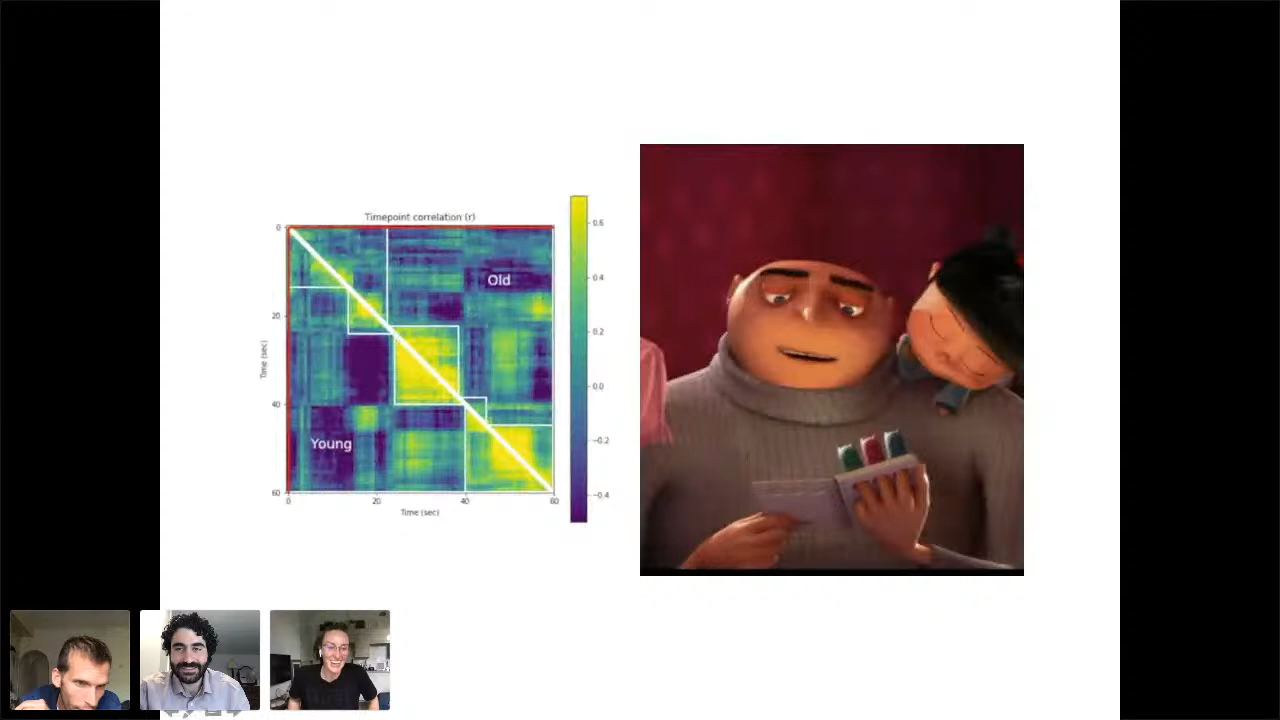 Timepoint correlation (r)
0
20
40
60
Time (sec)
0
20
40
60
Time (sec)
Old
Young
0.6
0.4
0.2
0.0
−0.2
−0.4